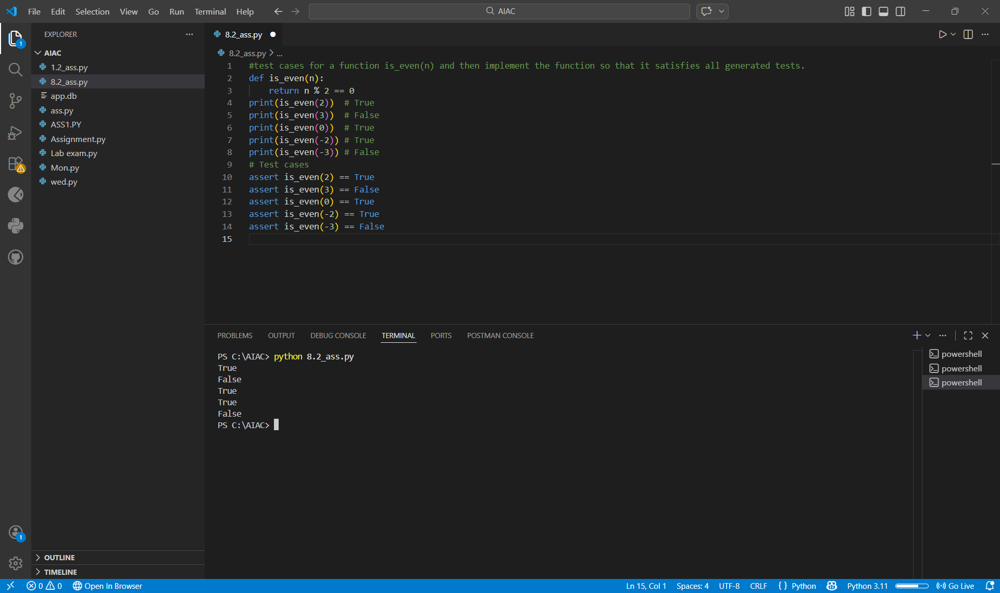 File Edit Selection View Go Run Terminal Help
AIAC
EXPLORER
AIAC
1.2_ass.py
8.2_ass.py
app.db
ass.py
ASS1.PY
Assignment.py
Lab exam.py
Mon.py
wed.py
OUTLINE
TIMELINE
1
1
8.2_ass.py
8.2_ass.py > ...
1 #test cases for a function is_even(n) and then implement the function so that it satisfies all generated tests.
2 def is_even(n):
3     return n % 2 == 0
4 print(is_even(2))  # True
5 print(is_even(3))  # False
6 print(is_even(0))  # True
7 print(is_even(-2)) # True
8 print(is_even(-3)) # False
9 # Test cases
10 assert is_even(2) == True
11 assert is_even(3) == False
12 assert is_even(0) == True
13 assert is_even(-2) == True
14 assert is_even(-3) == False
15
PROBLEMS OUTPUT DEBUG CONSOLE TERMINAL PORTS POSTMAN CONSOLE
PS C:\AIAC> python 8.2_ass.py
True
False
True
True
False
PS C:\AIAC>
powershell
powershell
powershell
0 0 Open In Browser Ln 15, Col 1 Spaces: 4 UTF-8 CRLF { } Python Python 3.11 Go Live